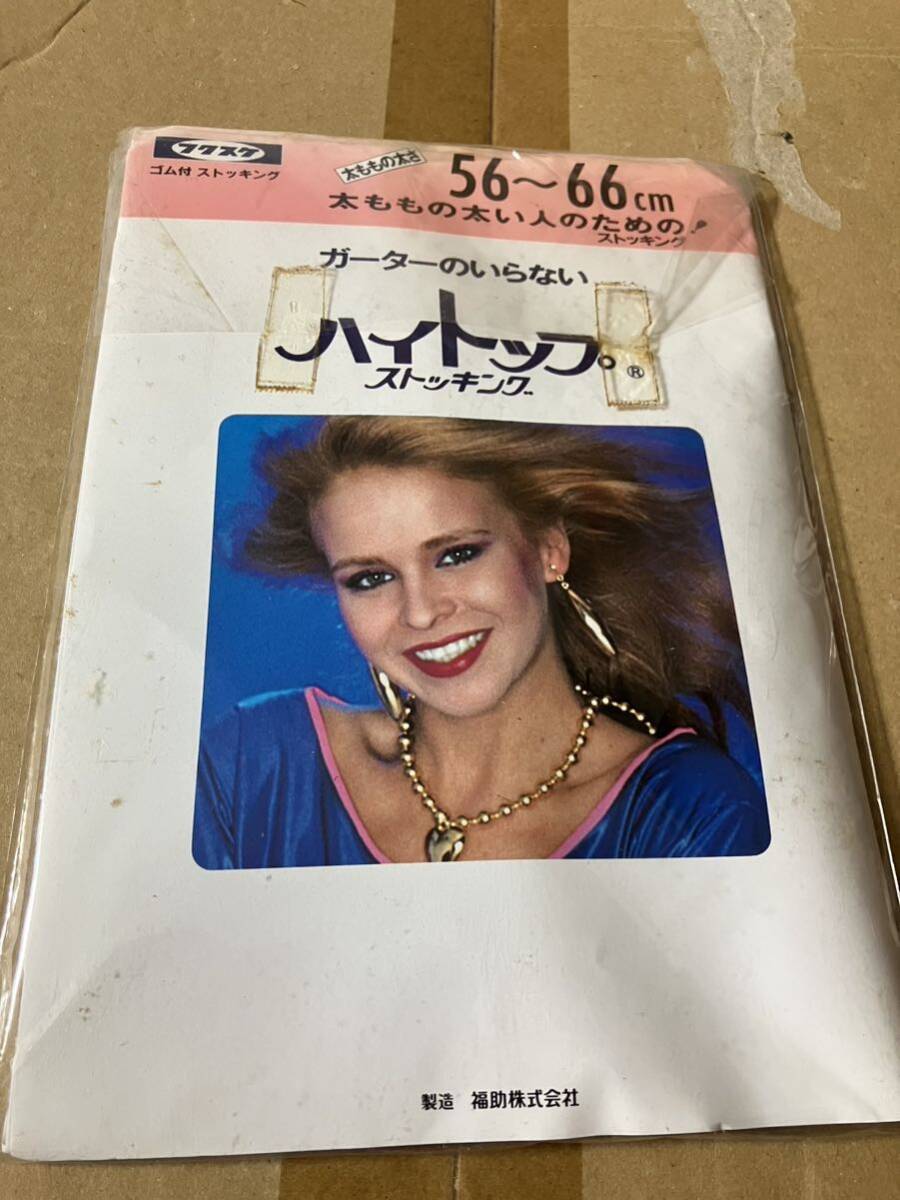 フクスケ
ゴム付 ストッキング
太ももの太さ
56～66cm
太ももの太い人のための
ストッキング
ガーターのいらない
ハイトップ®
ストッキング
製造 福助株式会社